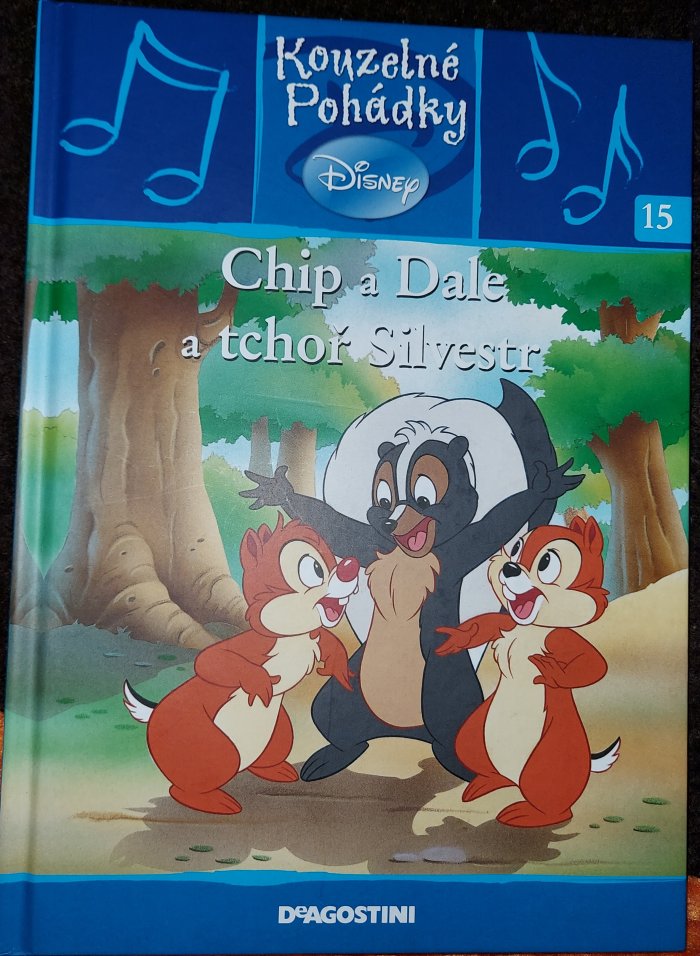 Kouzelné
Pohádky
DISNEY
15
Chip a Dale
a tchoř Silvestr
DeAGOSTINI